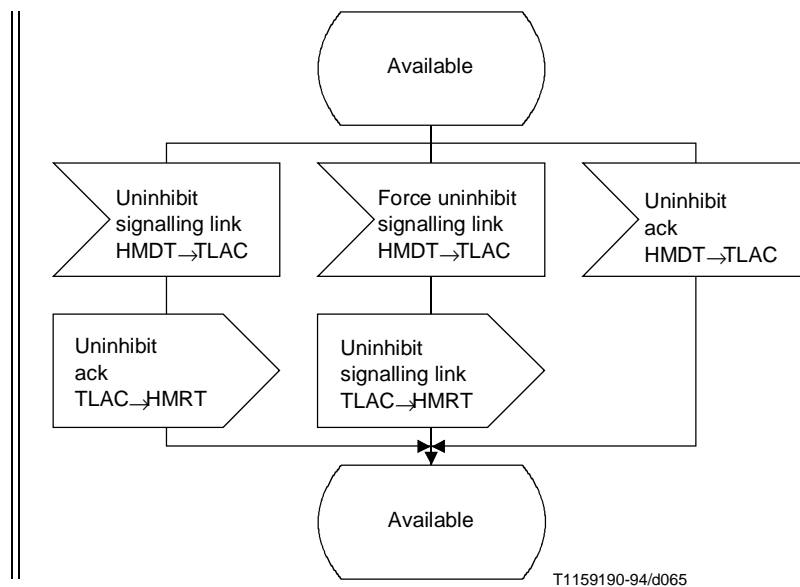 Available
Uninhibit
signalling link
HMDT→TLAC
Force uninhibit
signalling link
HMDT→TLAC
Uninhibit
ack
HMDT→TLAC
Uninhibit
ack
TLAC→HMRT
Uninhibit
signalling link
TLAC→HMRT
Available
T1159190-94/d065